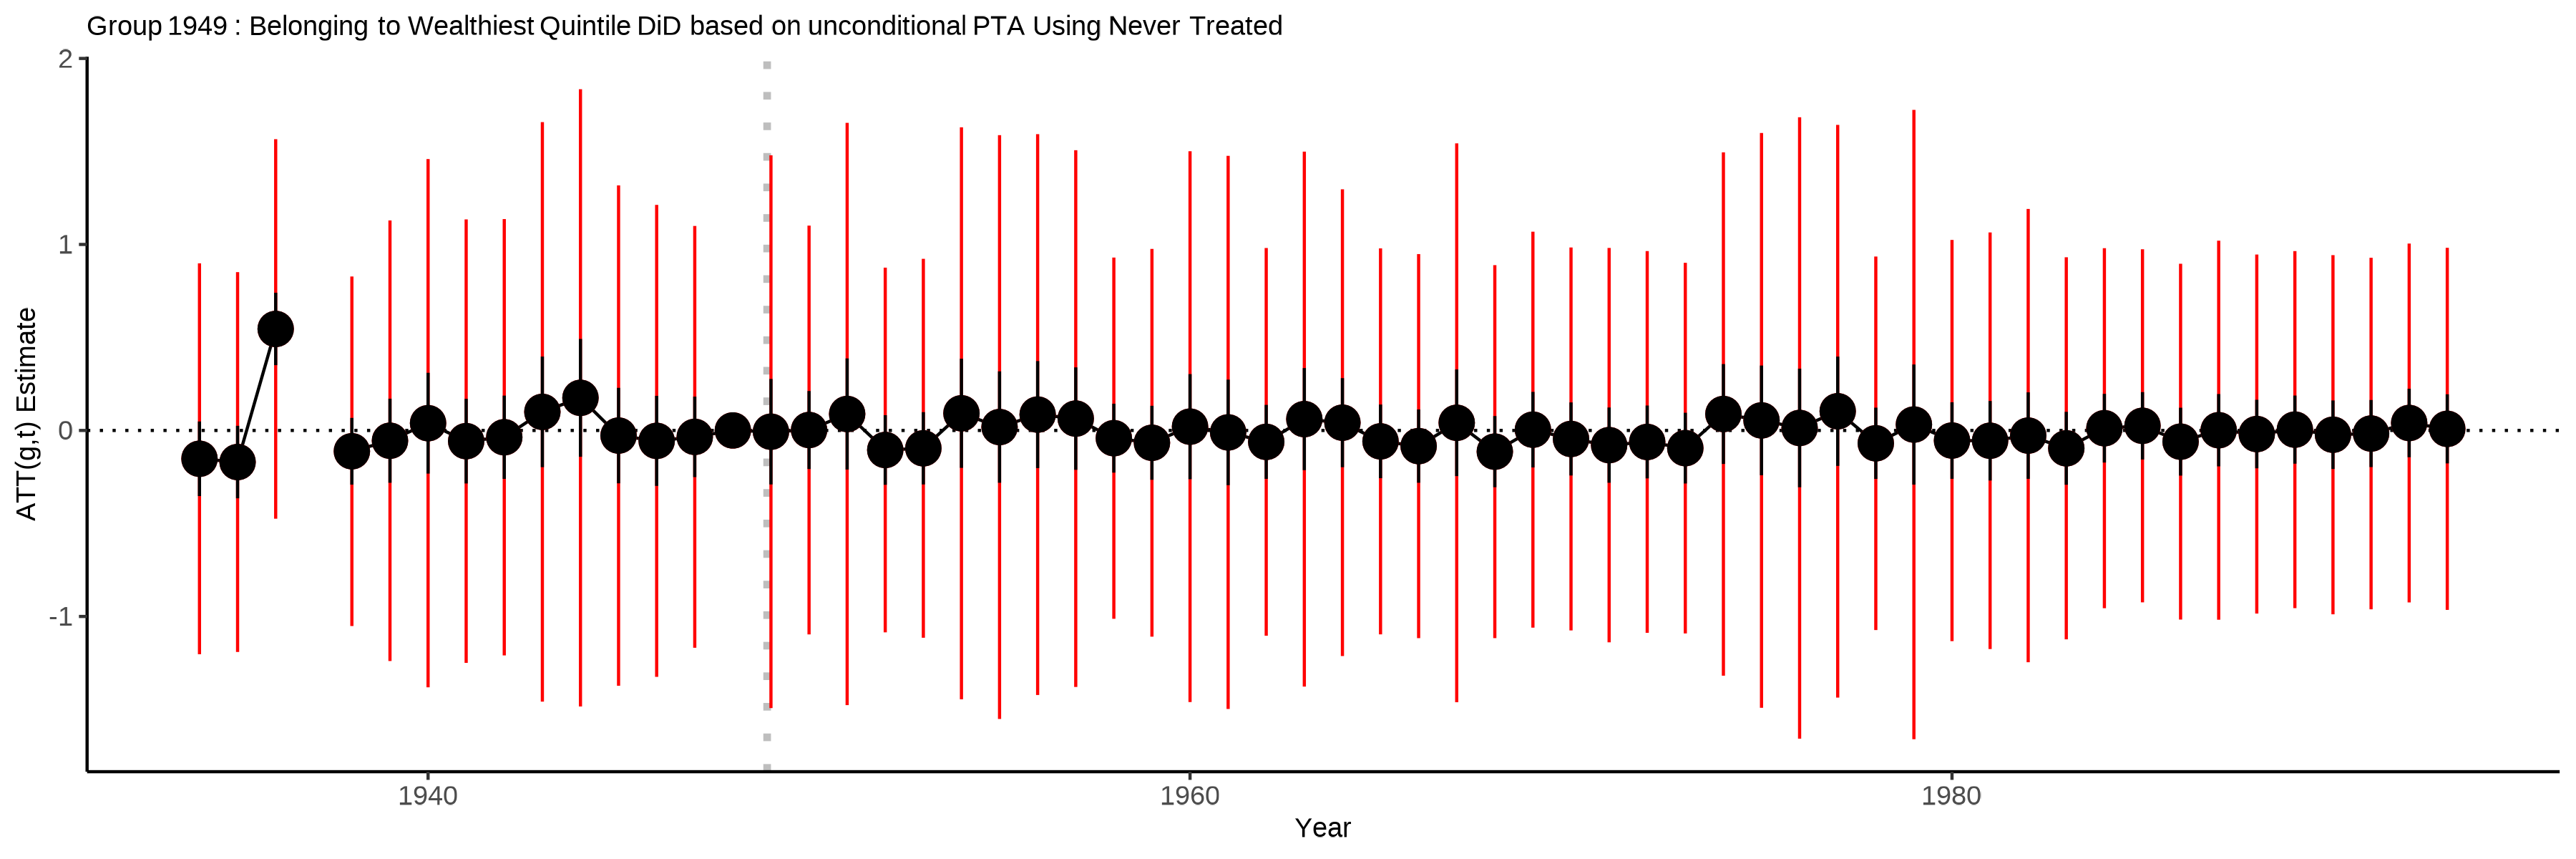 Group 1949 : Belonging to Wealthiest Quintile DiD based on unconditional PTA Using Never Treated
2
1
0
-1
ATT(g,t) Estimate
1940
1960
1980
Year